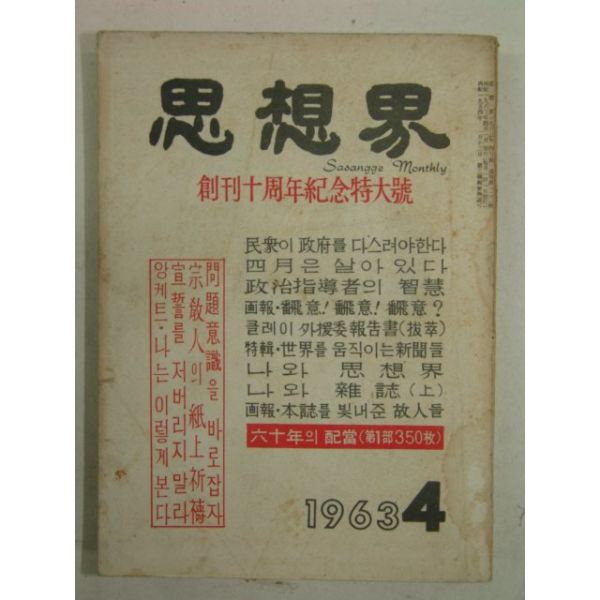 思想界
Sasangge Monthly
創刊十周年紀念特大號
民衆이 政府를 다스려야한다
四月은 살아있다
政治指導者의 智慧
画報·飜意! 飜意! 飜意?
클레이 外援委報告書(拔萃)
特輯·世界를 움직이는 新聞들
나와 思想界
나와 雜誌(上)
画報·本誌를 빛내준 故人들
六十年의 配當(第1部350枚)
問題意識을 바로잡자
宗敎人의 紙上祈禱
宣誓를 저버리지말라
앙케트·나는 이렇게 본다
1963 4